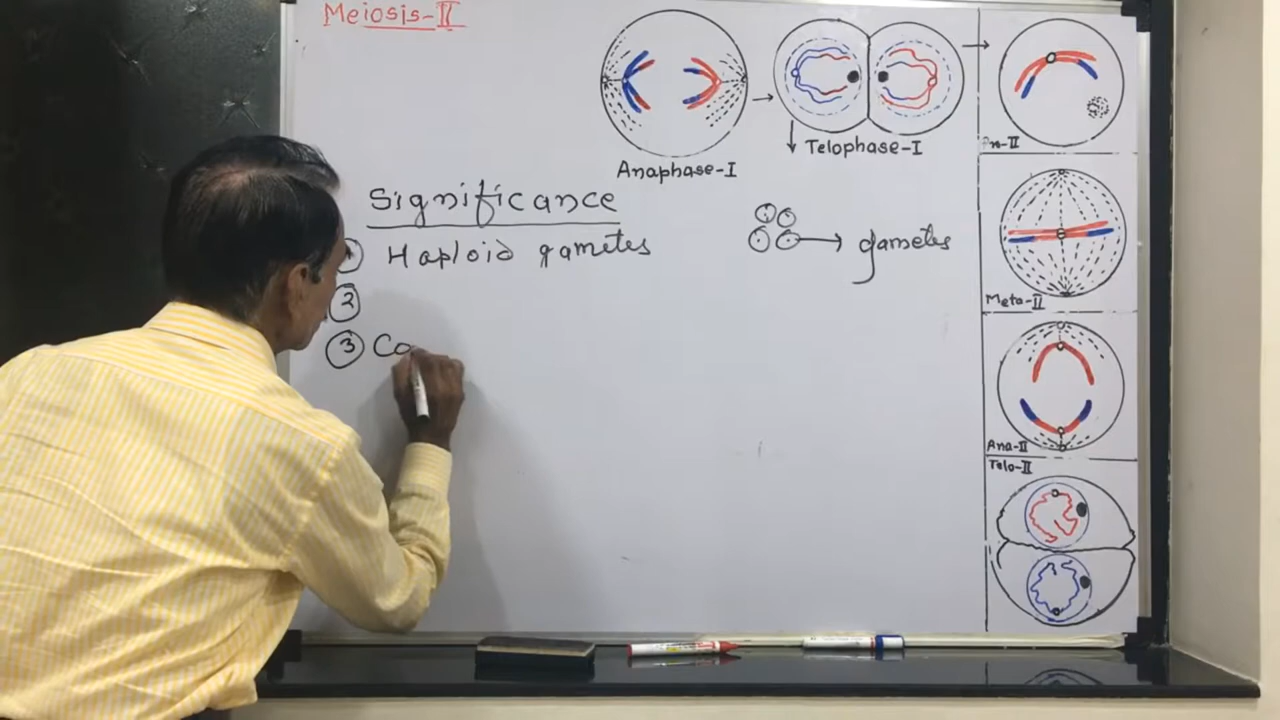 Meiosis-II
Anaphase-I
Telophase-I
Significance
① Haploid gametes
②
③ Co
gametes
Pn-II
Meta-II
Ana-II
Telo-II